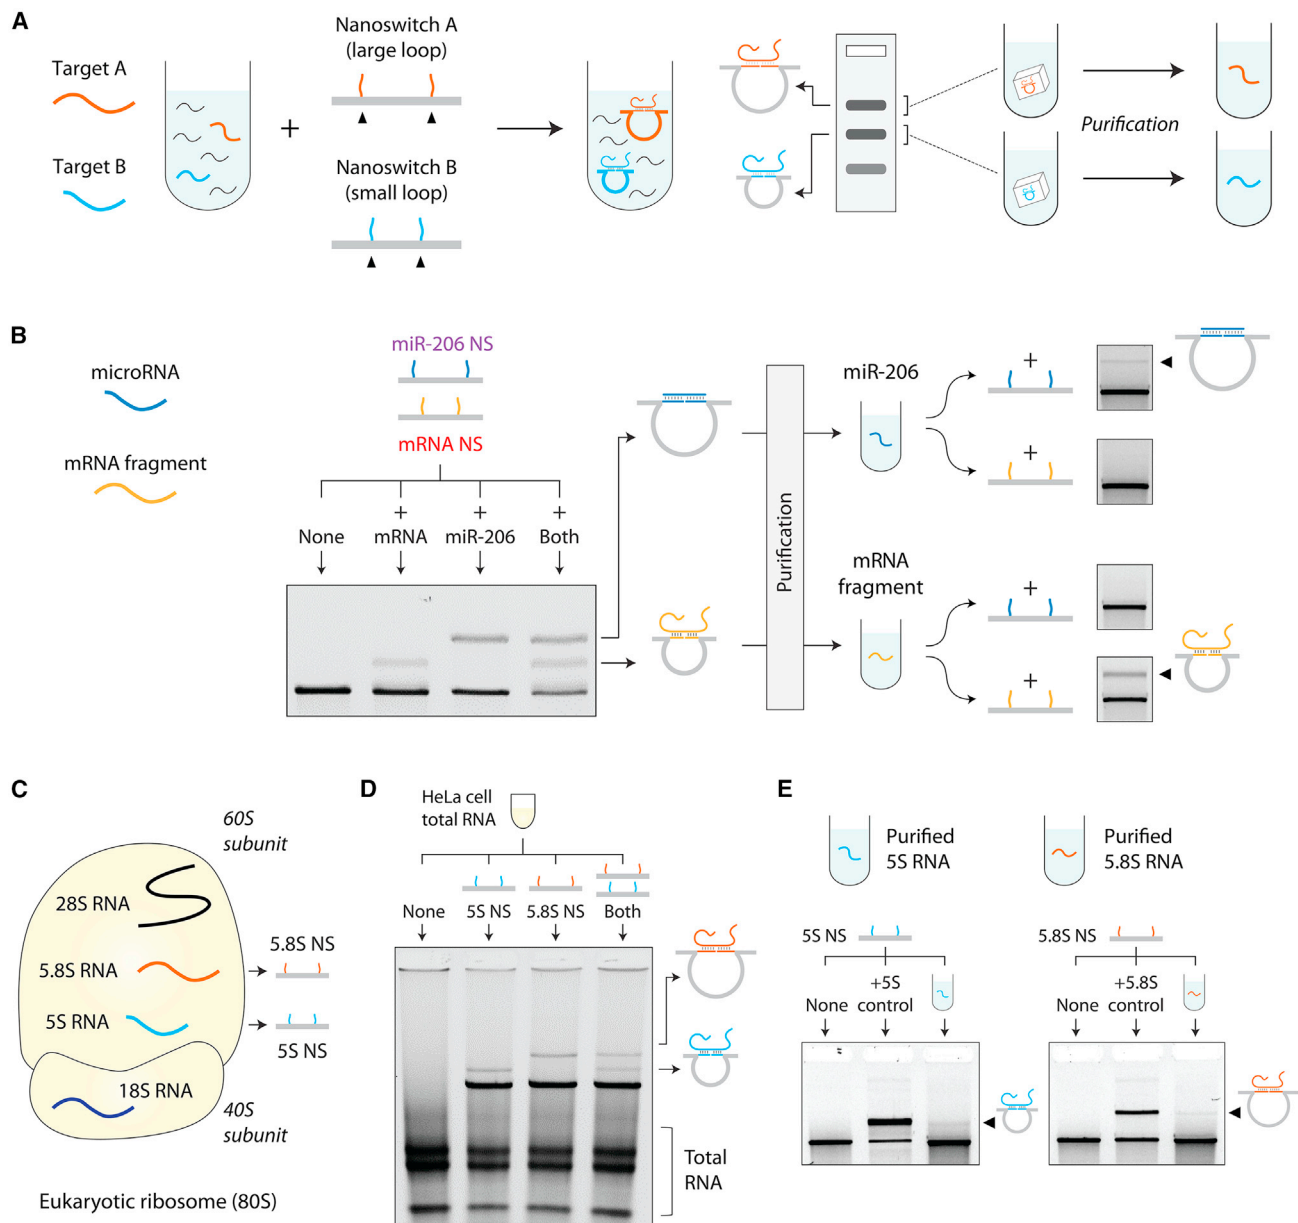 A
Target A
Target B
Nanoswitch A
(large loop)
Nanoswitch B
(small loop)
Purification
B
microRNA
mRNA fragment
miR-206 NS
mRNA NS
None
+
mRNA
+
miR-206
+
Both
Purification
miR-206
mRNA
fragment
+
+
+
+
C
60S
subunit
28S RNA
5.8S RNA
5S RNA
18S RNA
40S
subunit
5.8S NS
5S NS
Eukaryotic ribosome (80S)
D
HeLa cell
total RNA
None
5S NS
5.8S NS
Both
Total
RNA
E
Purified
5S RNA
Purified
5.8S RNA
5S NS
None
+5S
control
5.8S NS
None
+5.8S
control